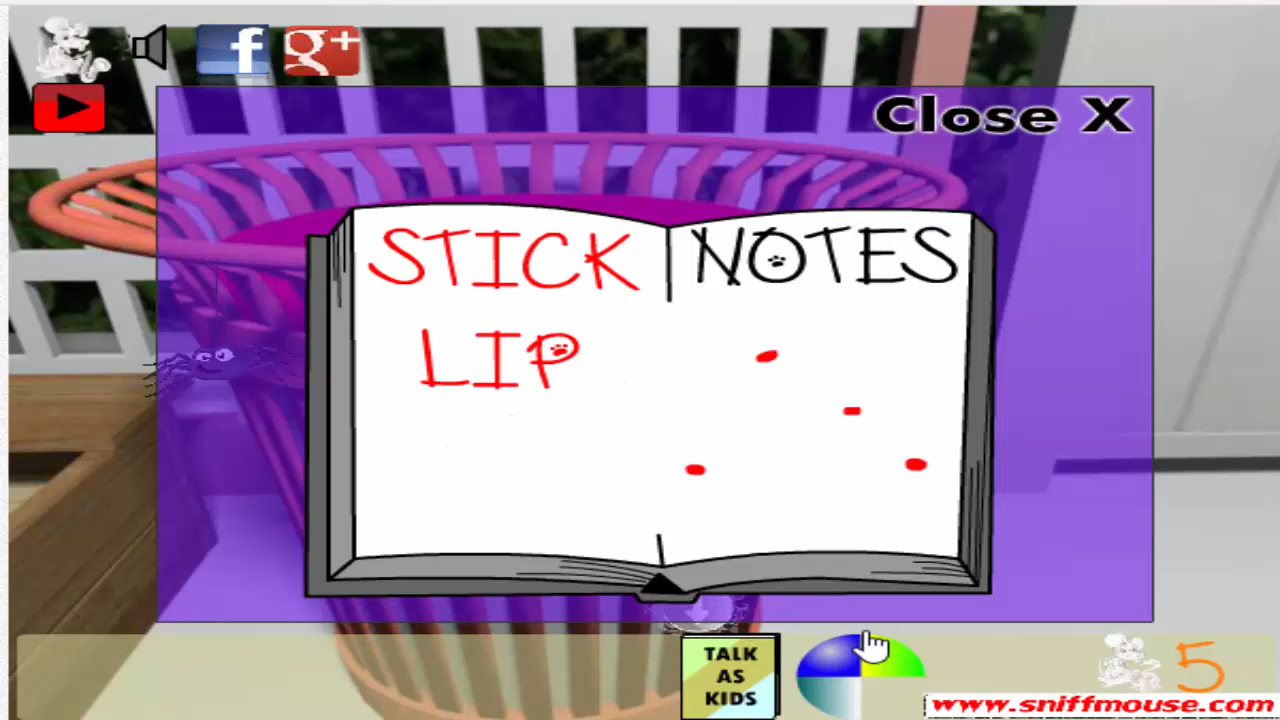 f g+
Close X
STICK NOTES
LIP
TALK
AS
KIDS
5
www.sniffmouse.com